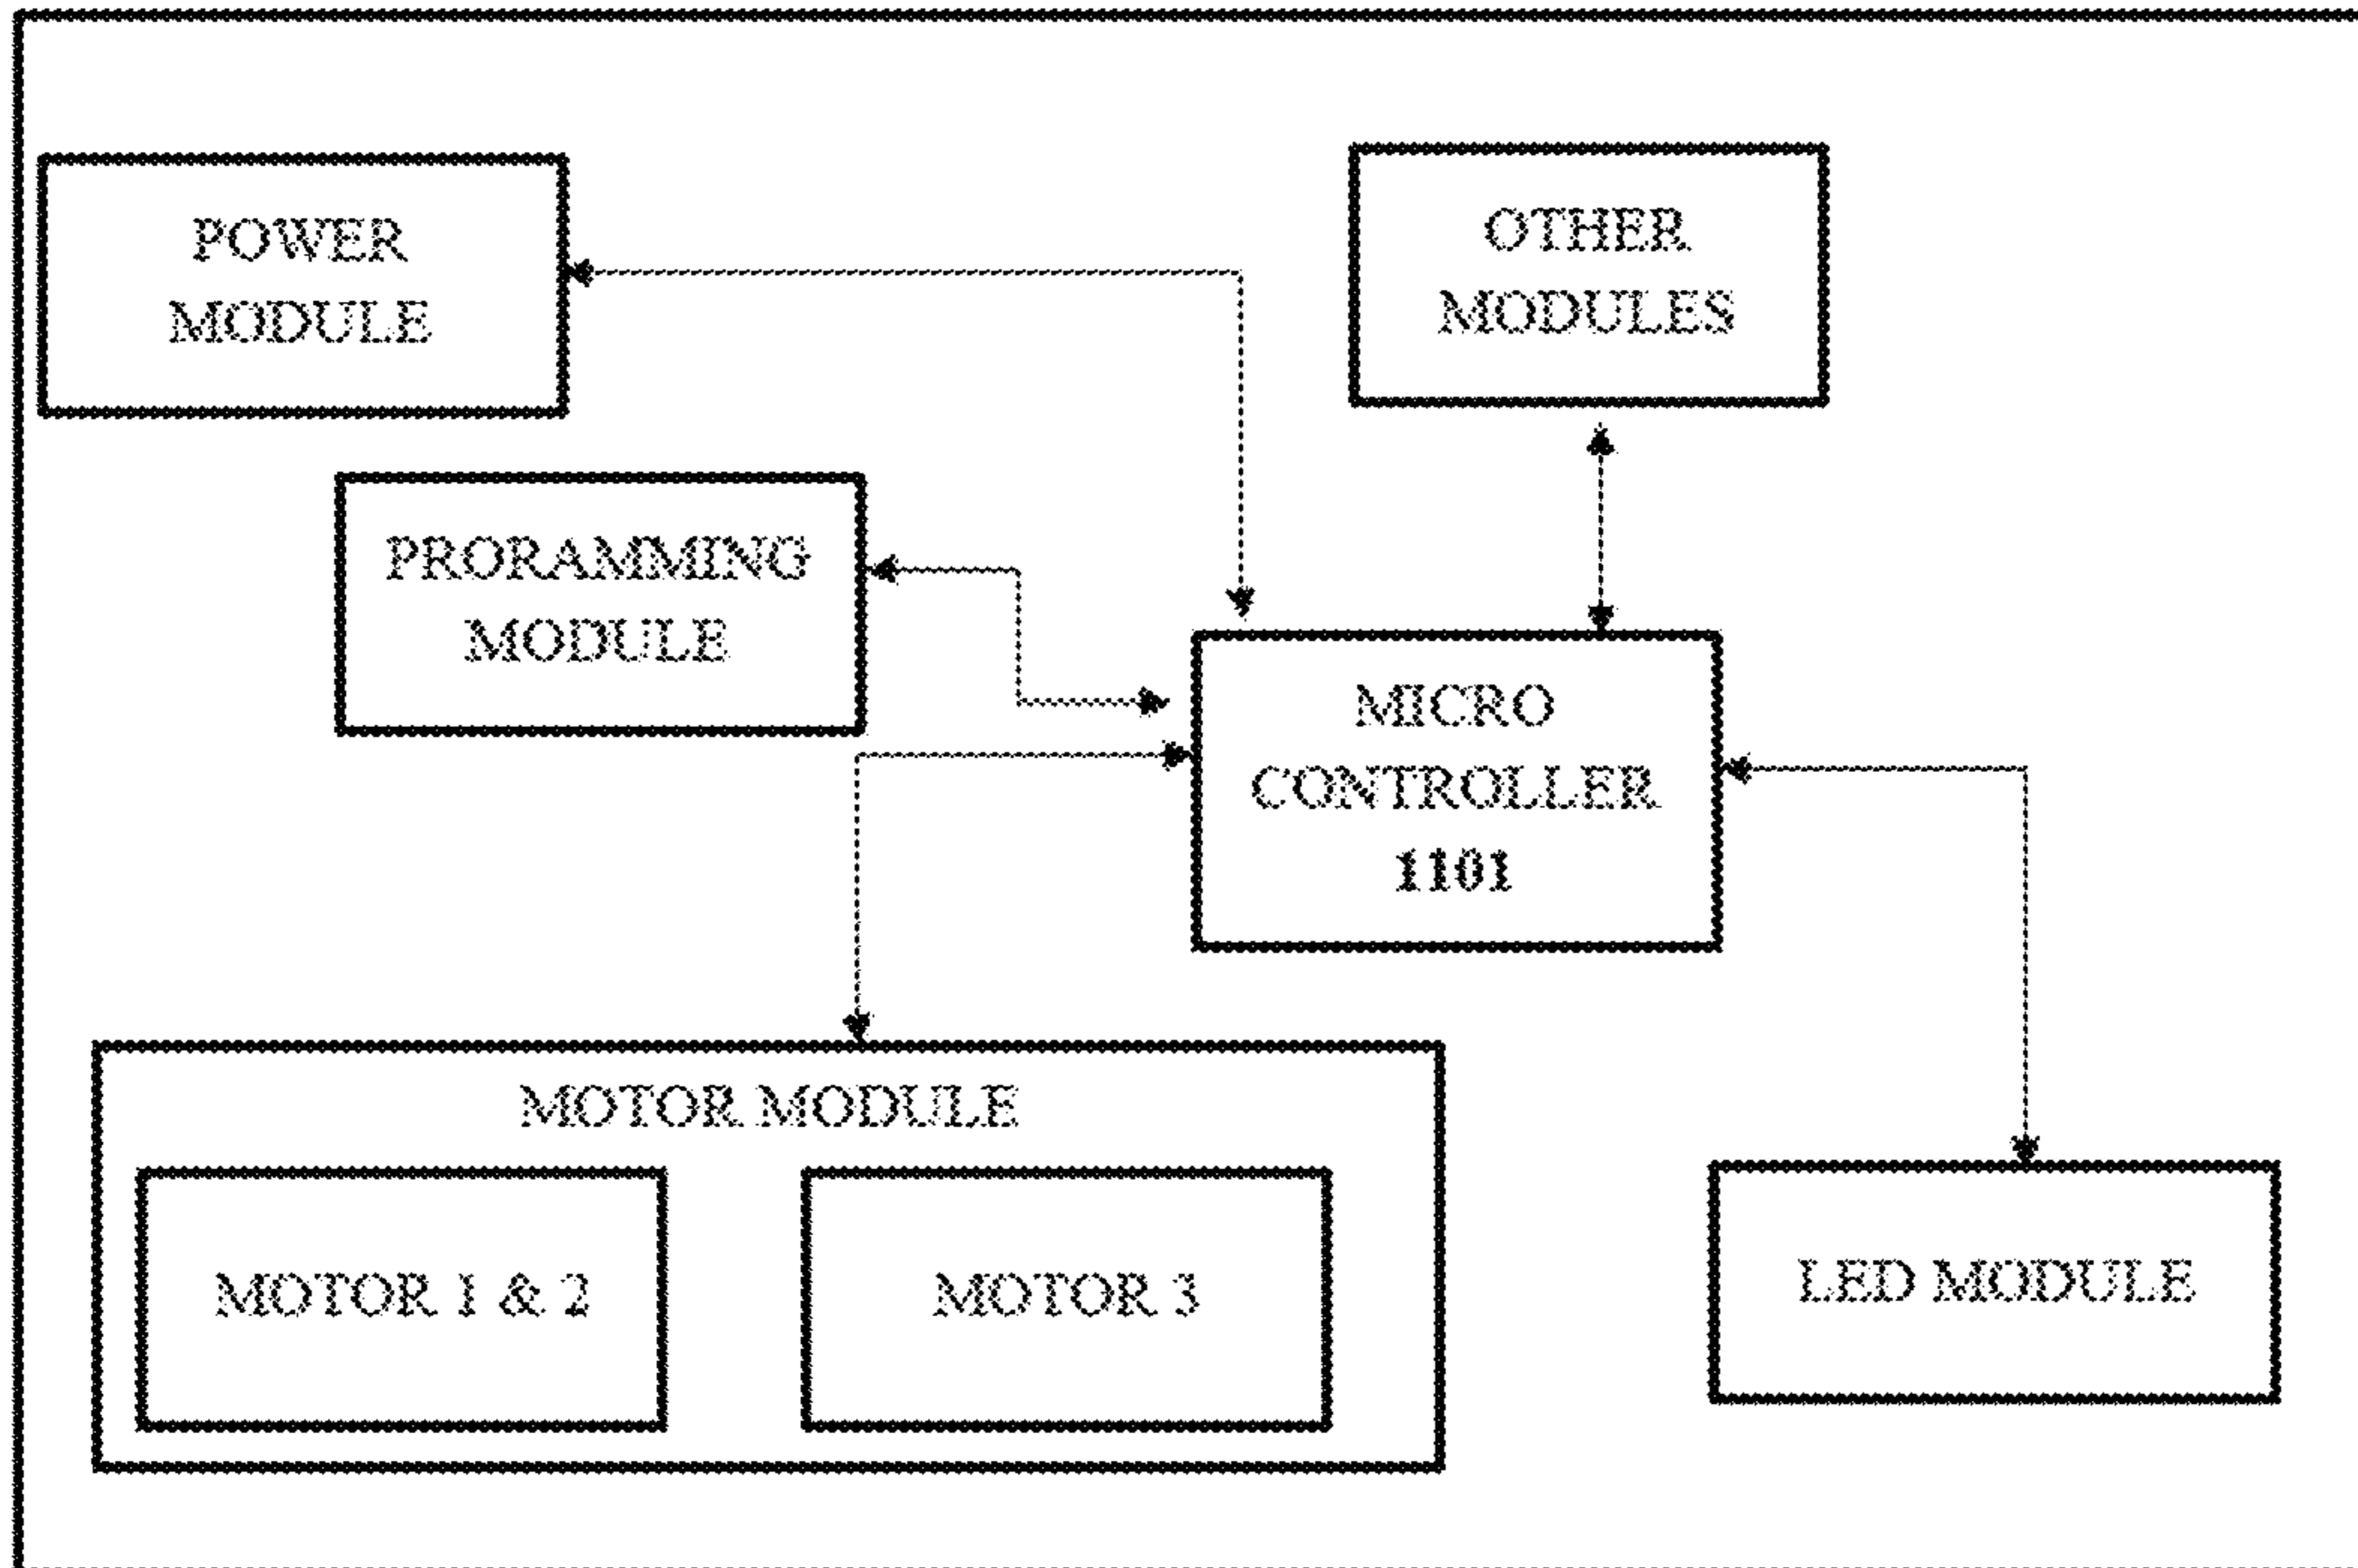 POWER
MODULE
OTHER
MODULES
PRORAMMING
MODULE
MICRO
CONTROLLER
1101
MOTOR MODULE
MOTOR 1 & 2
MOTOR 3
LED MODULE